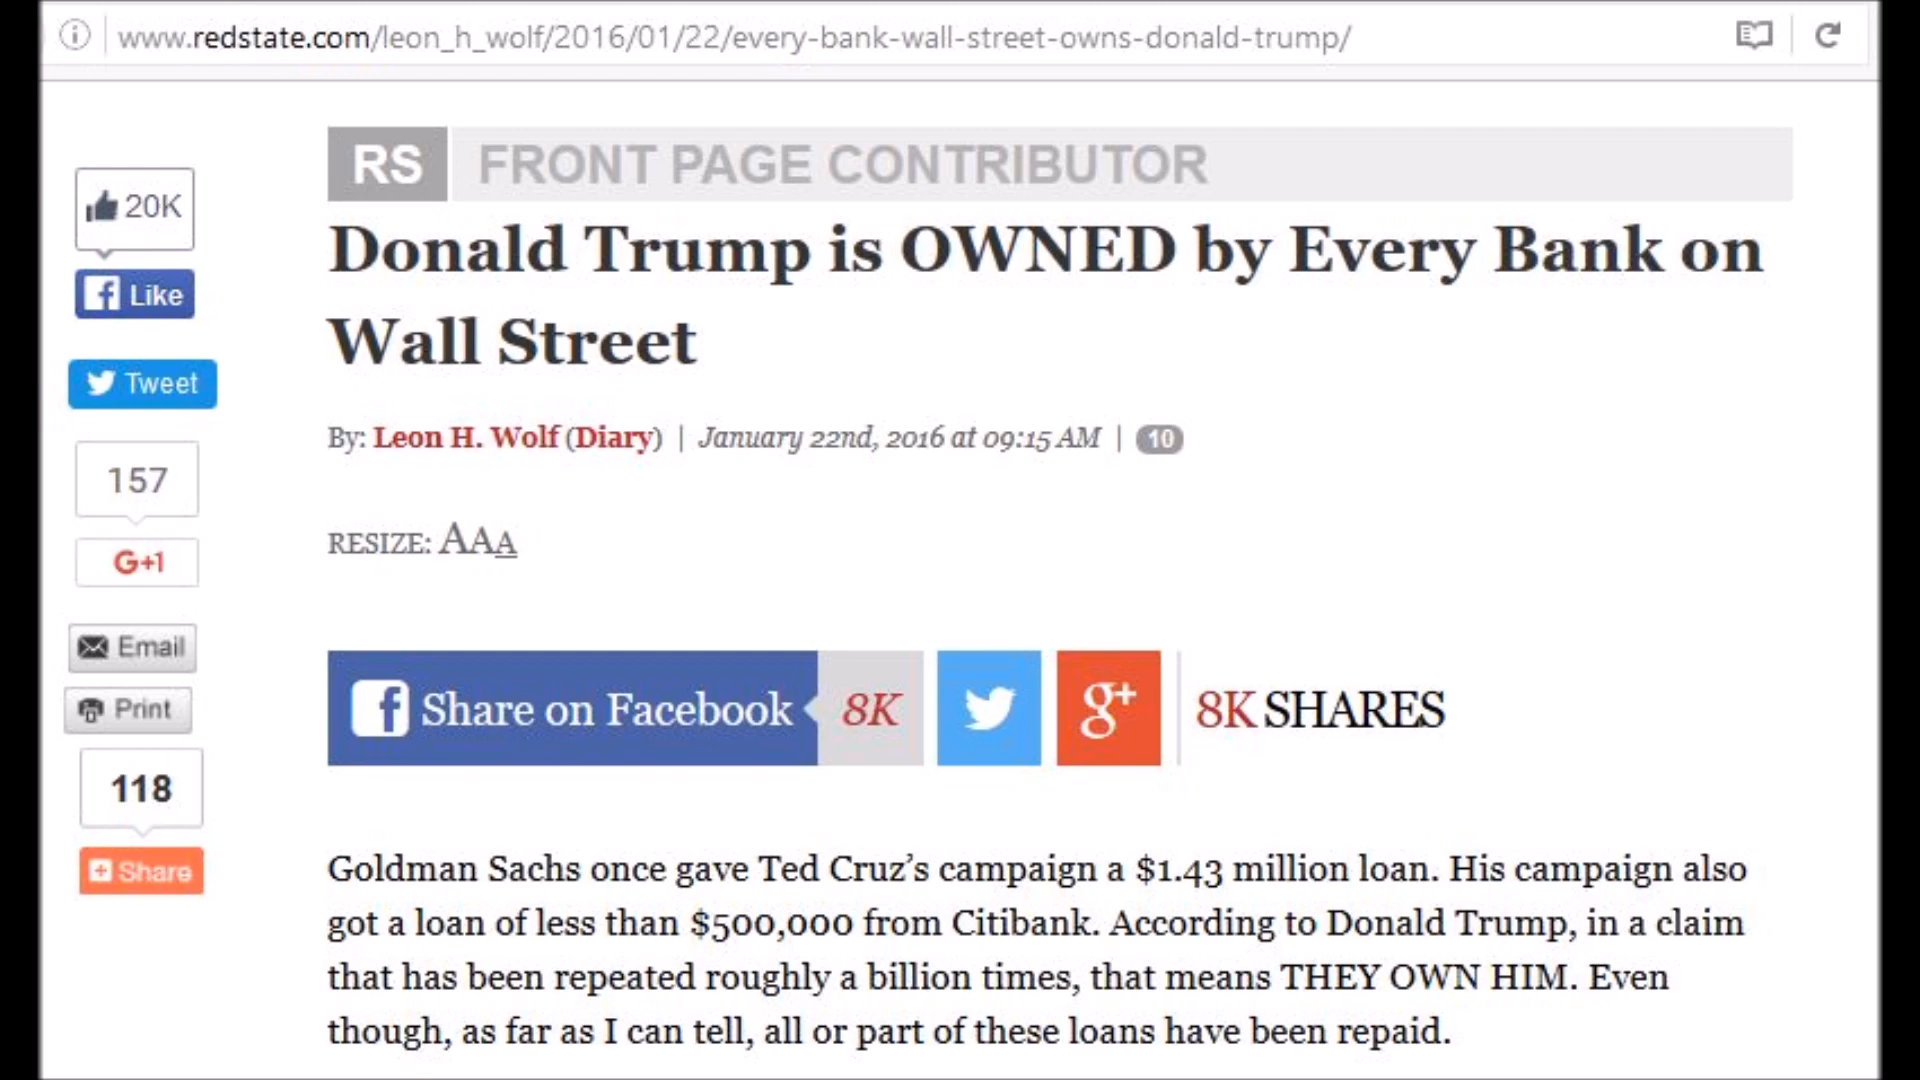 www.redstate.com/leon_h_wolf/2016/01/22/every-bank-wall-street-owns-donald-trump/
RS FRONT PAGE CONTRIBUTOR
Donald Trump is OWNED by Every Bank on
Wall Street
By: Leon H. Wolf (Diary) | January 22nd, 2016 at 09:15 AM | 10
RESIZE: AAA
f Share on Facebook 8K g+ 8K SHARES
Goldman Sachs once gave Ted Cruz’s campaign a $1.43 million loan. His campaign also
got a loan of less than $500,000 from Citibank. According to Donald Trump, in a claim
that has been repeated roughly a billion times, that means THEY OWN HIM. Even
though, as far as I can tell, all or part of these loans have been repaid.
20K
f Like
Tweet
157
G+1
Email
Print
118
Share